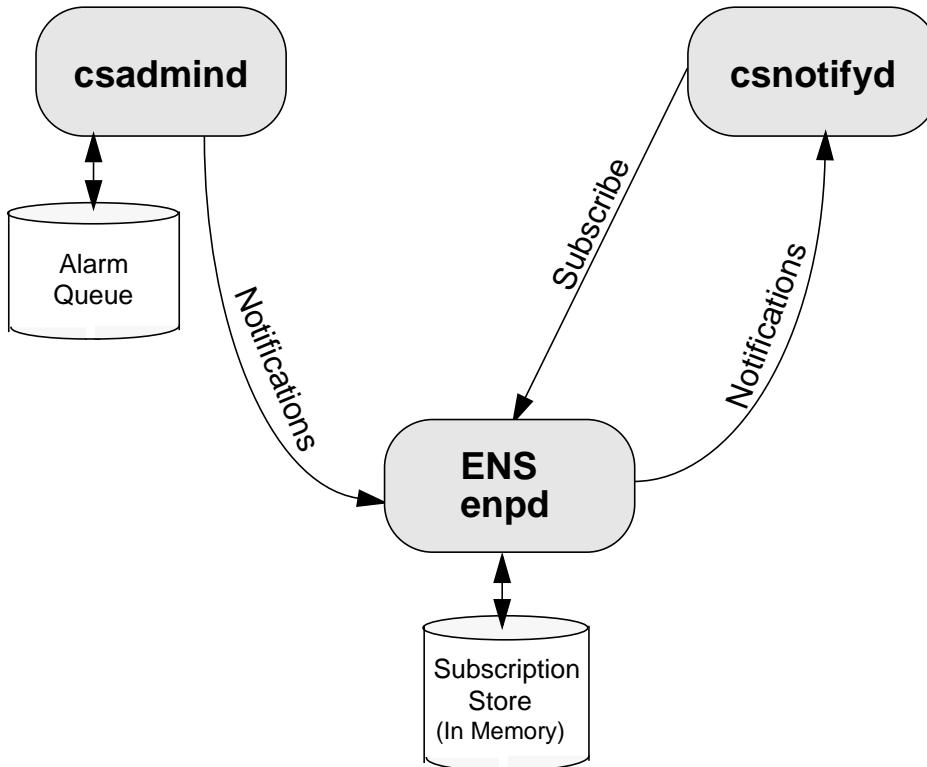 csadmind
csnotifyd
Alarm
Queue
Subscribe
Notifications
Notifications
ENS
enpd
Subscription
Store
(In Memory)